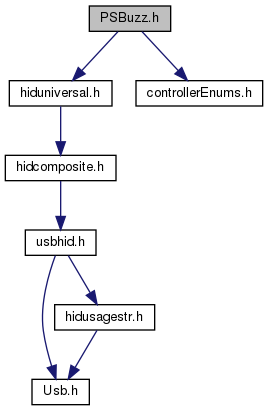 PSBuzz.h
hiduniversal.h
controllerEnums.h
hidcomposite.h
usbhid.h
hidusagestr.h
Usb.h